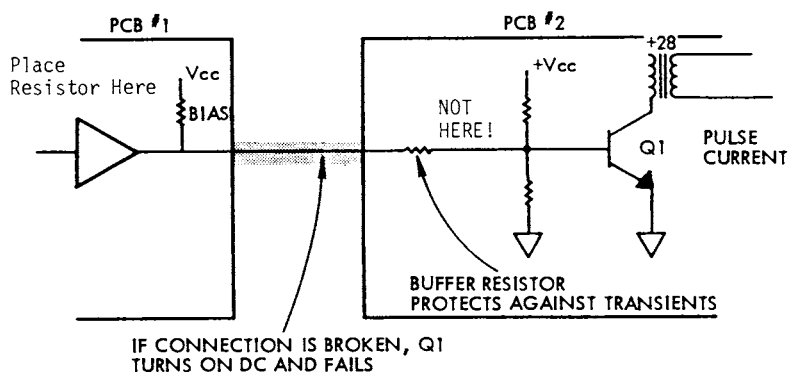 PCB #1
PCB #2
+28
Place
Resistor Here
Vcc
BIAS
+Vcc
NOT
HERE!
Q1
PULSE
CURRENT
BUFFER RESISTOR
PROTECTS AGAINST TRANSIENTS
IF CONNECTION IS BROKEN, Q1
TURNS ON DC AND FAILS